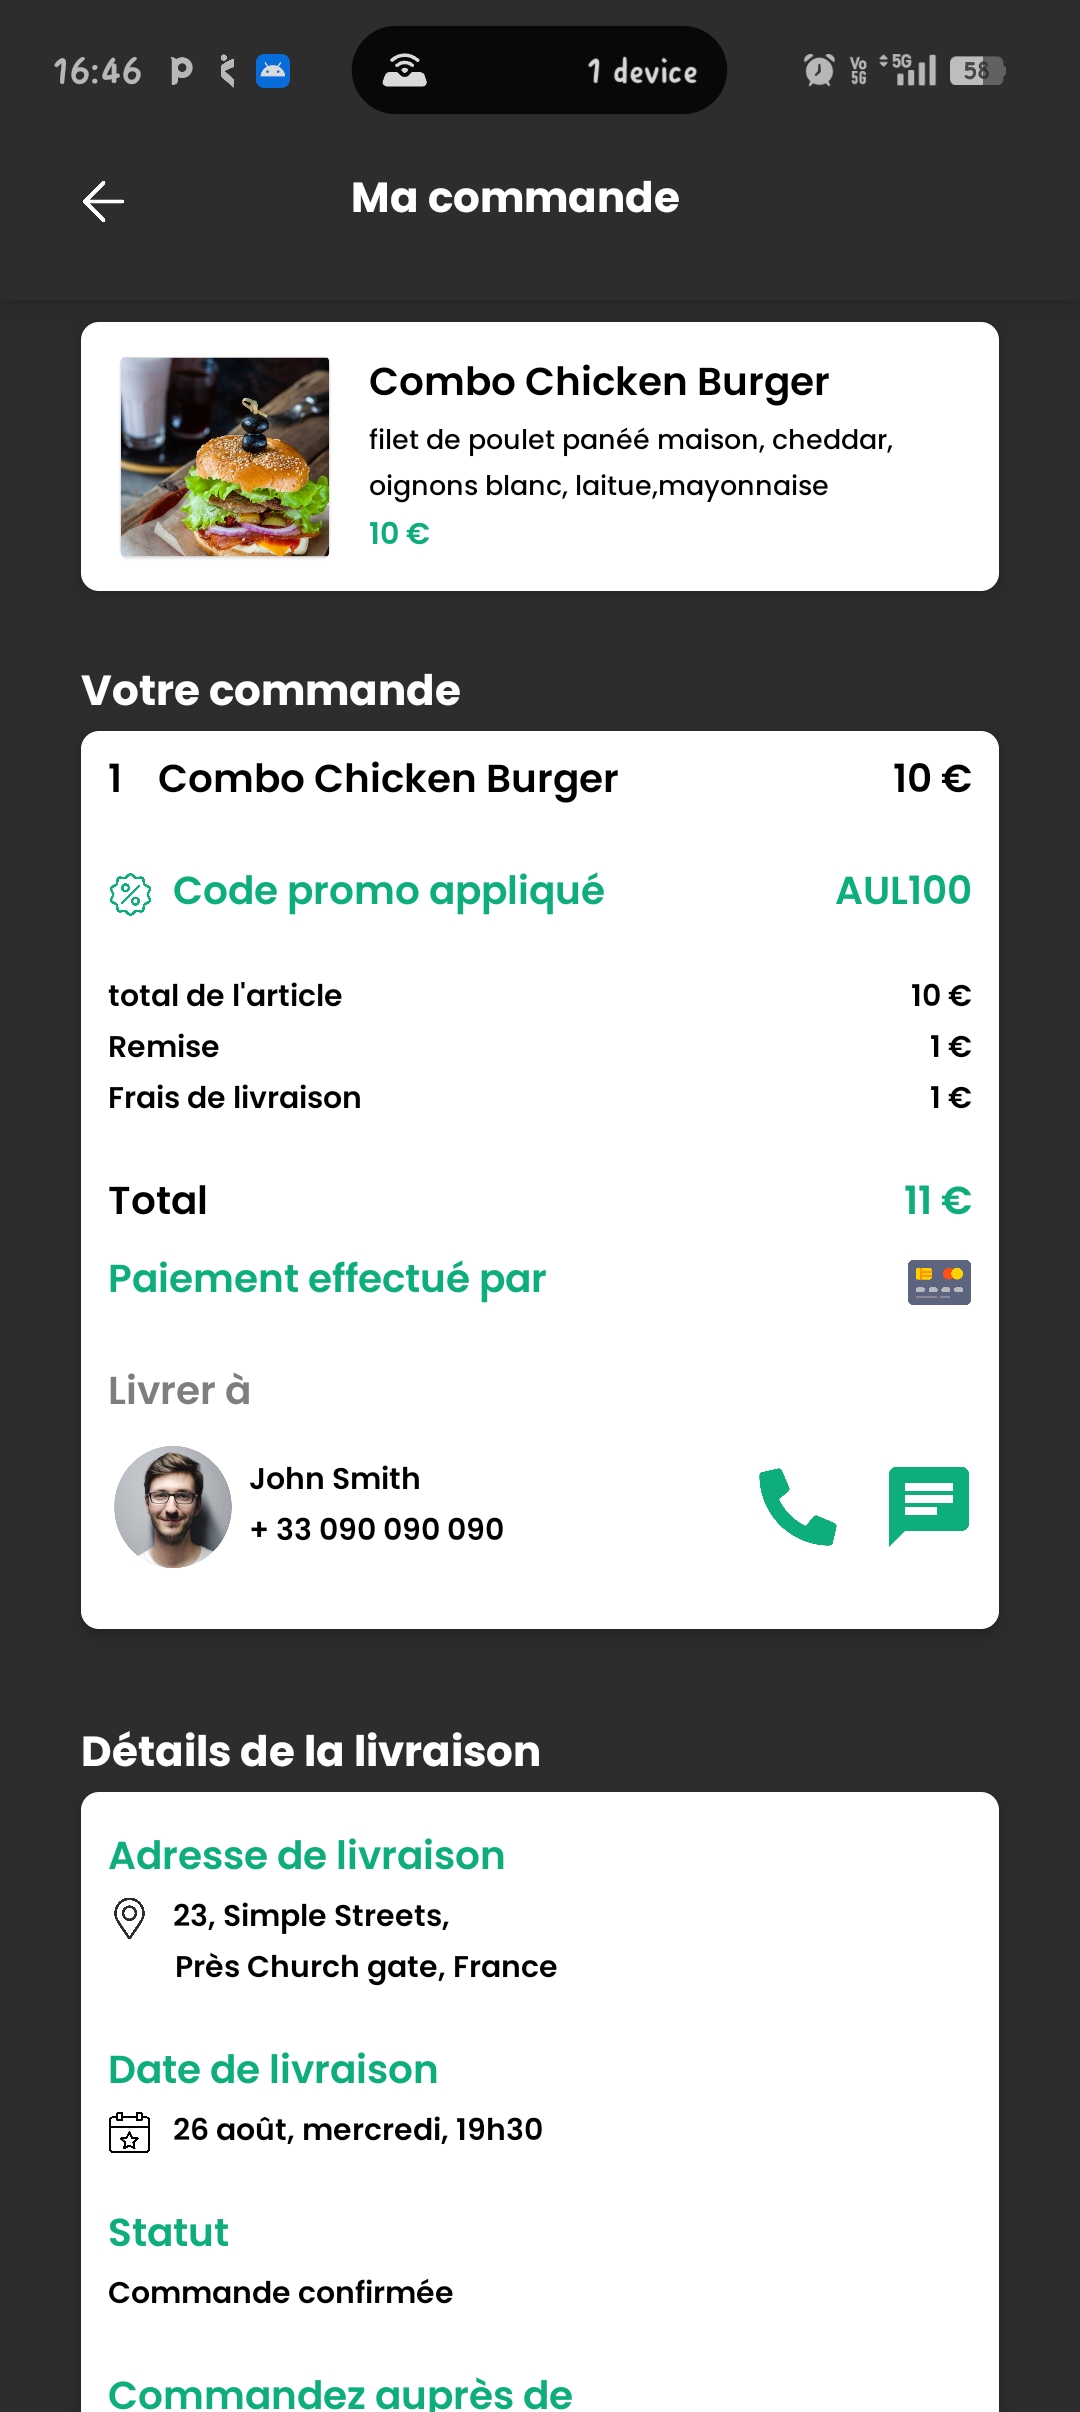 16:46
1 device
Vo
5G
5G
58
Ma commande
Combo Chicken Burger
filet de poulet panéé maison, cheddar,
oignons blanc, laitue,mayonnaise
10 €
Votre commande
1 Combo Chicken Burger 10 €
Code promo appliqué AUL100
total de l'article 10 €
Remise 1 €
Frais de livraison 1 €
Total 11 €
Paiement effectué par
Livrer à
John Smith
+ 33 090 090 090
Détails de la livraison
Adresse de livraison
23, Simple Streets,
Près Church gate, France
Date de livraison
26 août, mercredi, 19h30
Statut
Commande confirmée
Commandez auprès de